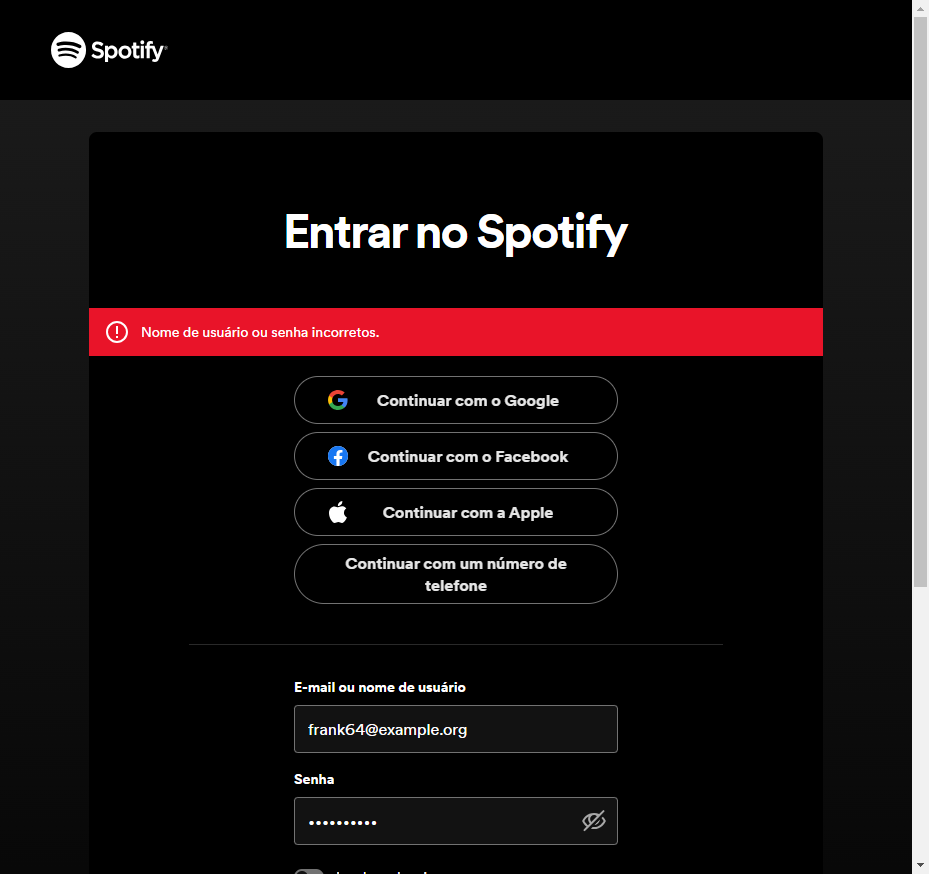 Spotify
Entrar no Spotify
Nome de usuário ou senha incorretos.
Continuar com o Google
Continuar com o Facebook
Continuar com a Apple
Continuar com um número de
telefone
E-mail ou nome de usuário
frank64@example.org
Senha
••••••••••